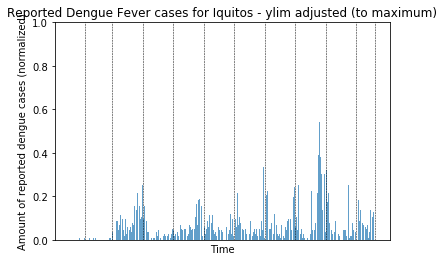 Reported Dengue Fever cases for Iquitos - ylim adjusted (to maximum)
Amount of reported dengue cases (normalized)
1.0
0.8
0.6
0.4
0.2
0.0
Time